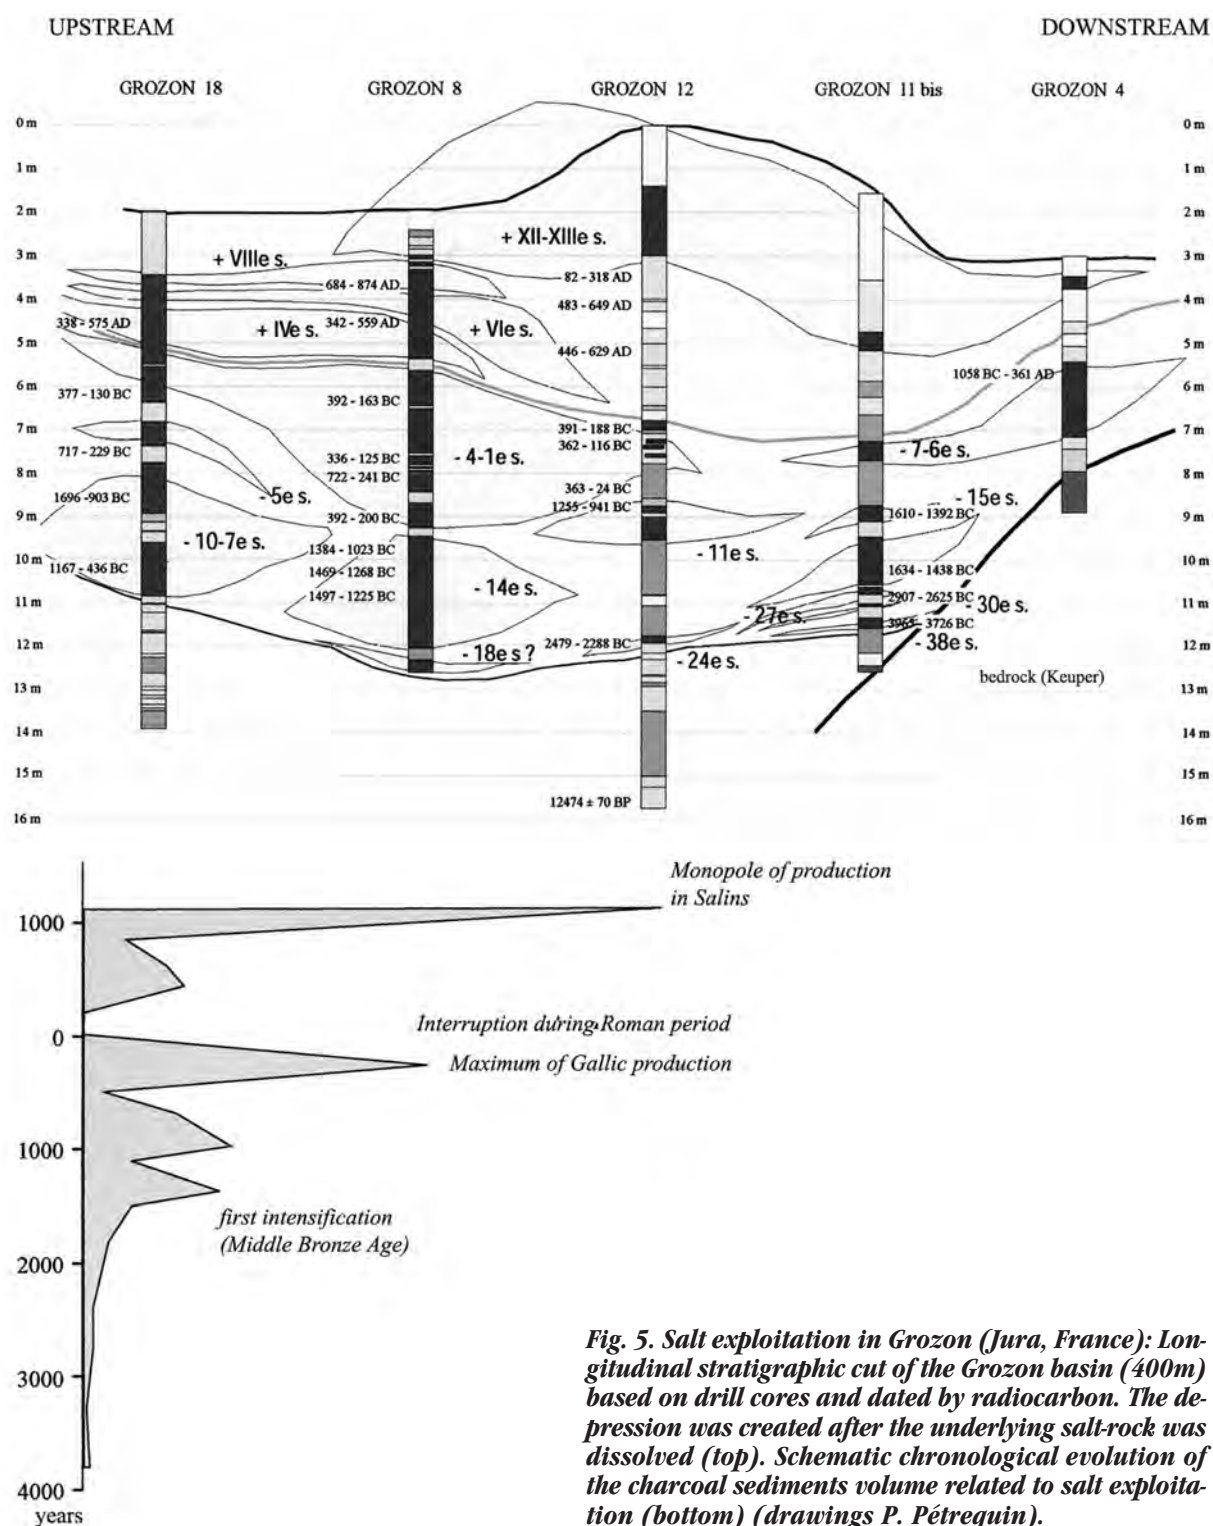 UPSTREAM
DOWNSTREAM
GROZON 18
GROZON 8
GROZON 12
GROZON 11 bis
GROZON 4
0 m
1 m
2 m
3 m
4 m
5 m
6 m
7 m
8 m
9 m
10 m
11 m
12 m
13 m
14 m
15 m
16 m
338 - 575 AD
377 - 130 BC
717 - 229 BC
1696 -903 BC
1167 - 436 BC
+ VIIIe s.
+ IVe s.
- 5e s.
- 10-7e s.
684 - 874 AD
342 - 559 AD
392 - 163 BC
336 - 125 BC
722 - 241 BC
392 - 200 BC
1384 - 1023 BC
1469 - 1268 BC
1497 - 1225 BC
+ XII-XIIIe s.
+ VIe s.
- 4-1e s.
- 14e s.
- 18e s ?
82 - 318 AD
483 - 649 AD
446 - 629 AD
391 - 188 BC
362 - 116 BC
363 - 24 BC
1255 - 941 BC
2479 - 2288 BC
12474 ± 70 BP
- 11e s.
- 27e s.
- 24e s.
1058 BC - 361 AD
- 7-6e s.
- 15e s.
1610 - 1392 BC
1634 - 1438 BC
2907 - 2625 BC
- 30e s.
3965 - 3726 BC
- 38e s.
bedrock (Keuper)
0 m
1 m
2 m
3 m
4 m
5 m
6 m
7 m
8 m
9 m
10 m
11 m
12 m
13 m
14 m
15 m
16 m
Monopole of production
in Salins
1000
Interruption during Roman period
0
Maximum of Gallic production
1000
first intensification
(Middle Bronze Age)
2000
3000
4000
years
Fig. 5. Salt exploitation in Grozon (Jura, France): Lon-
gitudinal stratigraphic cut of the Grozon basin (400m)
based on drill cores and dated by radiocarbon. The de-
pression was created after the underlying salt-rock was
dissolved (top). Schematic chronological evolution of
the charcoal sediments volume related to salt exploita-
tion (bottom) (drawings P. Pétrequin).